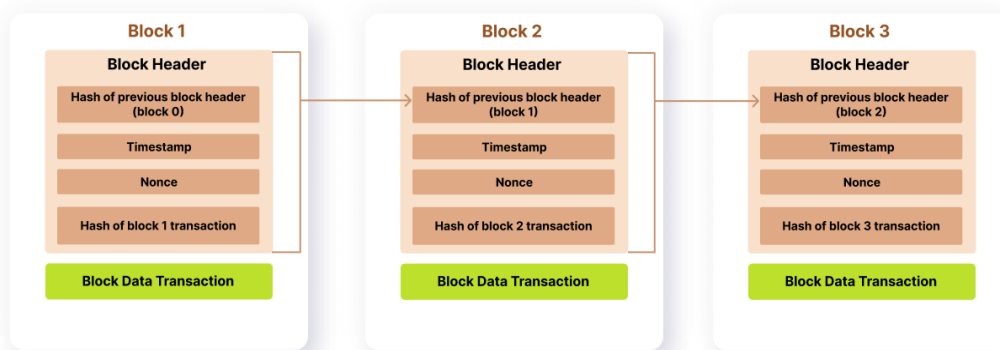 Block 1
Block Header
Hash of previous block header
(block 0)
Timestamp
Nonce
Hash of block 1 transaction
Block Data Transaction
Block 2
Block Header
Hash of previous block header
(block 1)
Timestamp
Nonce
Hash of block 2 transaction
Block Data Transaction
Block 3
Block Header
Hash of previous block header
(block 2)
Timestamp
Nonce
Hash of block 3 transaction
Block Data Transaction